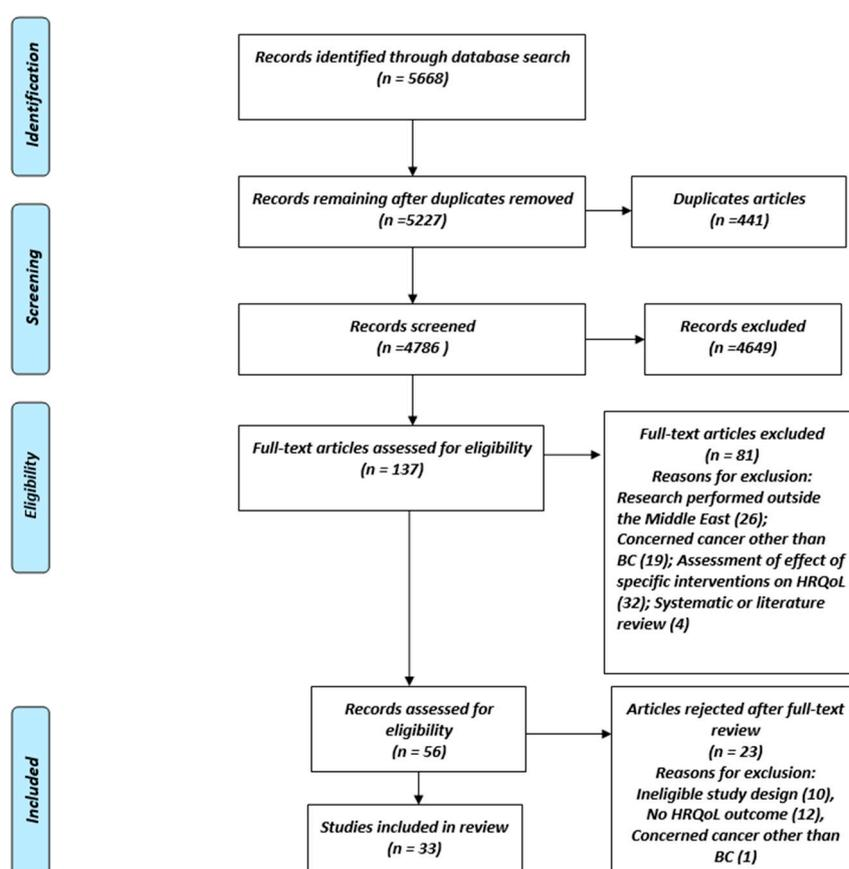 Identification
Records identified through database search
(n = 5668)
Records remaining after duplicates removed
(n =5227)
Duplicates articles
(n =441)
Screening
Records screened
(n =4786 )
Records excluded
(n =4649)
Eligibility
Full-text articles assessed for eligibility
(n = 137)
Full-text articles excluded
(n = 81)
Reasons for exclusion:
Research performed outside
the Middle East (26);
Concerned cancer other than
BC (19); Assessment of effect of
specific interventions on HRQoL
(32); Systematic or literature
review (4)
Included
Records assessed for
eligibility
(n = 56)
Articles rejected after full-text
review
(n = 23)
Reasons for exclusion:
Ineligible study design (10),
No HRQoL outcome (12),
Concerned cancer other than
BC (1)
Studies included in review
(n = 33)